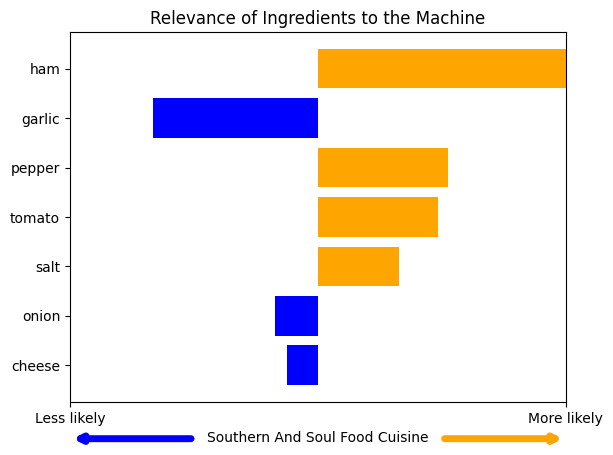 Relevance of Ingredients to the Machine
ham
garlic
pepper
tomato
salt
onion
cheese
Less likely More likely
Southern And Soul Food Cuisine